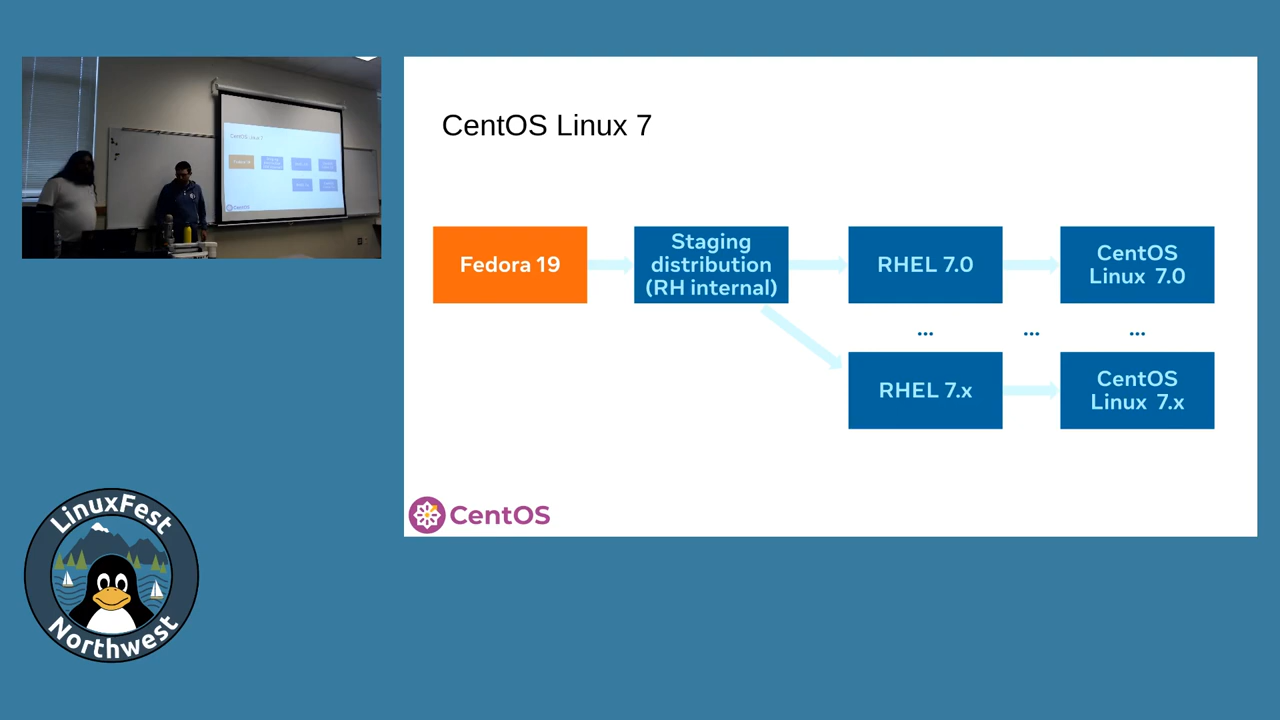 CentOS Linux 7
Fedora 19
Staging
distribution
(RH internal)
RHEL 7.0
CentOS
Linux 7.0
... ... ...
RHEL 7.x
CentOS
Linux 7.x
CentOS
LinuxFest
Northwest